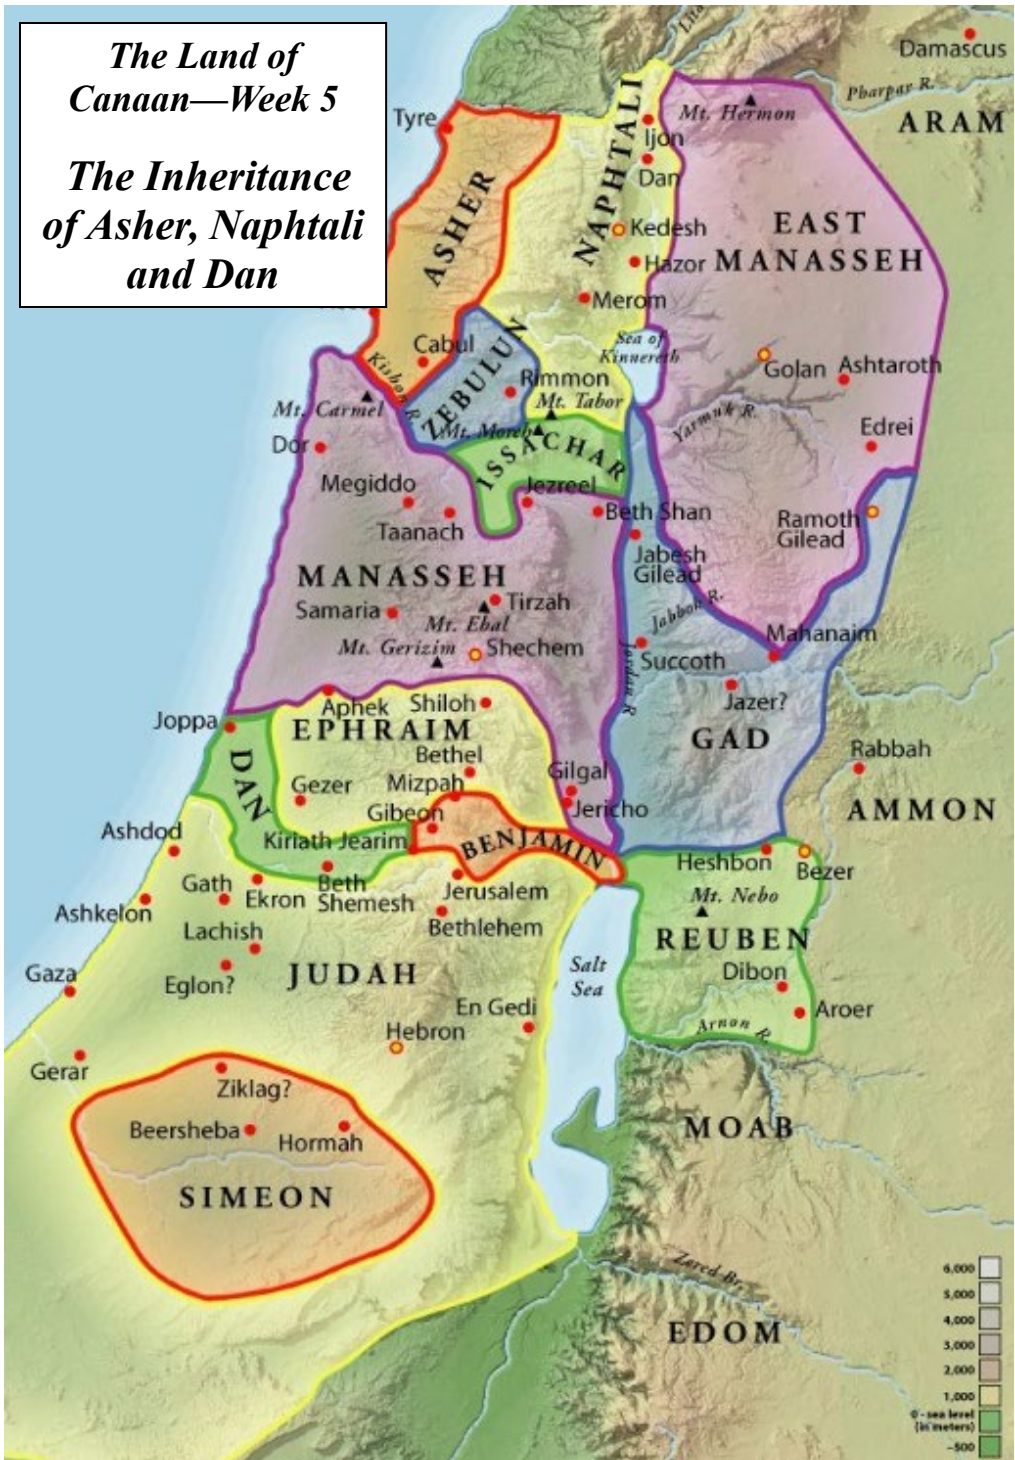 The Land of
Canaan—Week 5
The Inheritance
of Asher, Naphtali
and Dan
Damascus
Pharpar R.
ARAM
Tyre
Mt. Hermon
Ijon
Dan
NAPHTALI
ASHER
Kedesh
EAST
MANASSEH
Hazor
Merom
Sea of
Kinnereth
Cabul
Kishon R.
ZEBULUN
Golan
Ashtaroth
Rimmon
Mt. Carmel
Mt. Tabor
Yarmuk R.
Dor
Mt. Moreh
ISSACHAR
Edrei
Megiddo
Jezreel
Taanach
Beth Shan
Ramoth
Gilead
Jabesh
Gilead
MANASSEH
Samaria
Tirzah
Mt. Ebal
Jabbok R.
Mt. Gerizim
Shechem
Mahanaim
Succoth
Jordan R
Jazer?
Joppa
Aphek
Shiloh
EPHRAIM
GAD
DAN
Bethel
Rabbah
Gezer
Mizpah
Gilgal
Gibeon
Jericho
AMMON
Ashdod
Kiriath Jearim
BENJAMIN
Heshbon
Bezer
Gath
Ekron
Beth
Shemesh
Jerusalem
Mt. Nebo
Ashkelon
Bethlehem
Lachish
REUBEN
Gaza
Eglon?
JUDAH
Salt
Sea
Dibon
En Gedi
Aroer
Hebron
Arnon R.
Gerar
Ziklag?
Beersheba
Hormah
MOAB
SIMEON
Zered Br.
EDOM
6,000
5,000
4,000
3,000
2,000
1,000
0-sea level
(in meters)
-500